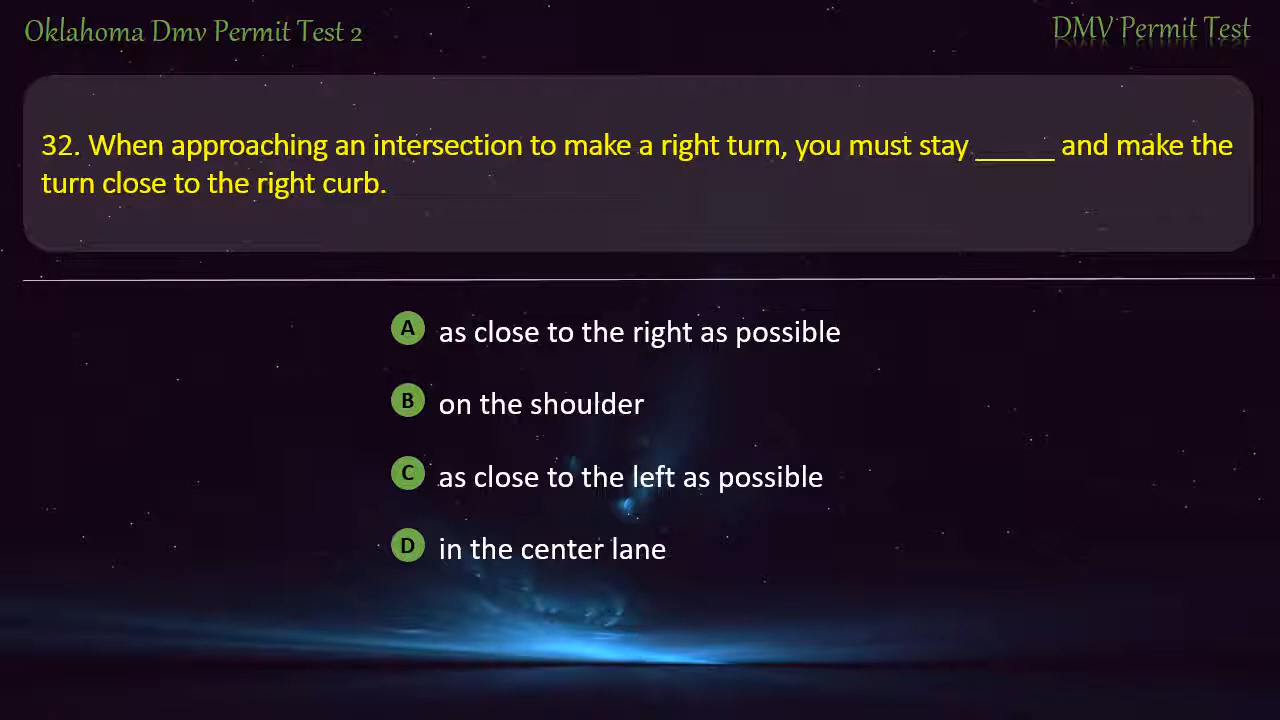 Oklahoma Dmv Permit Test 2
DMV Permit Test
32. When approaching an intersection to make a right turn, you must stay _____ and make the
turn close to the right curb.
A as close to the right as possible
B on the shoulder
C as close to the left as possible
D in the center lane